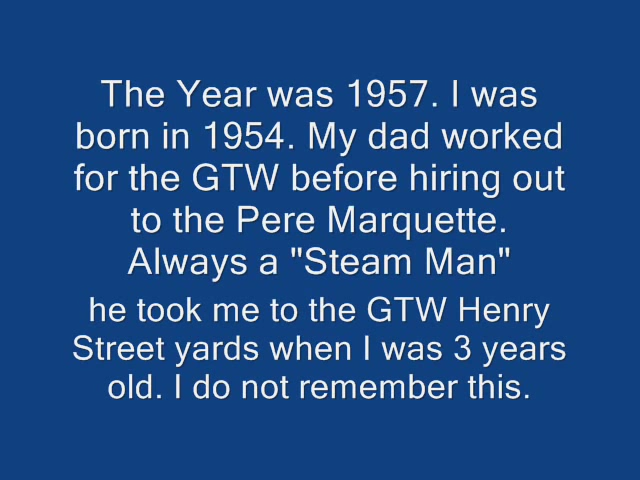 The Year was 1957. I was
born in 1954. My dad worked
for the GTW before hiring out
to the Pere Marquette.
Always a "Steam Man"
he took me to the GTW Henry
Street yards when I was 3 years
old. I do not remember this.